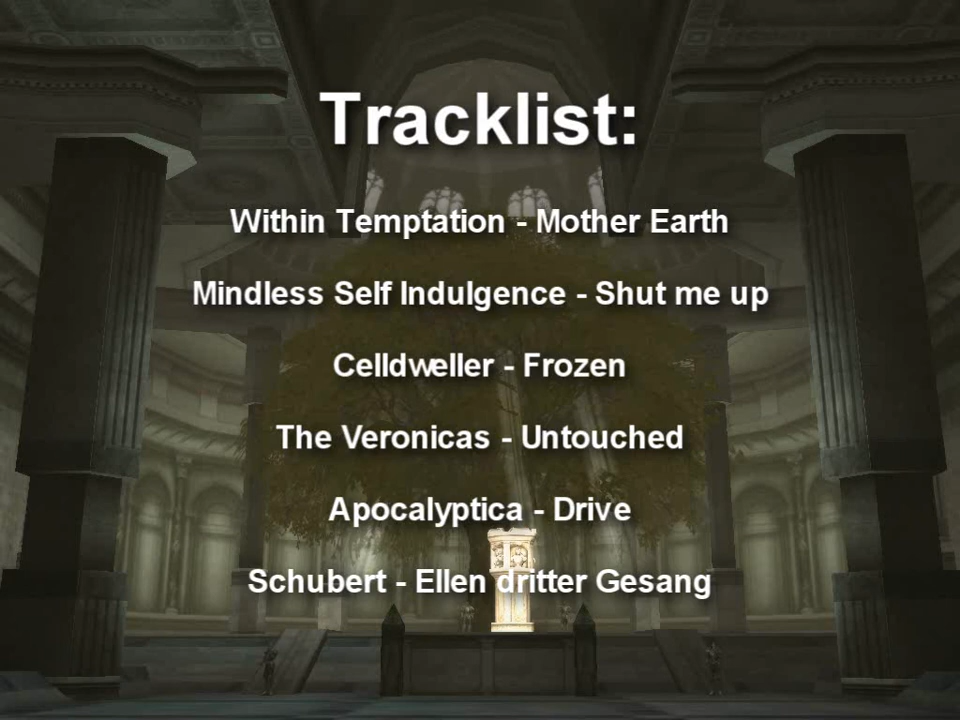 Tracklist:
Within Temptation - Mother Earth
Mindless Self Indulgence - Shut me up
Celldweller - Frozen
The Veronicas - Untouched
Apocalyptica - Drive
Schubert - Ellen dritter Gesang